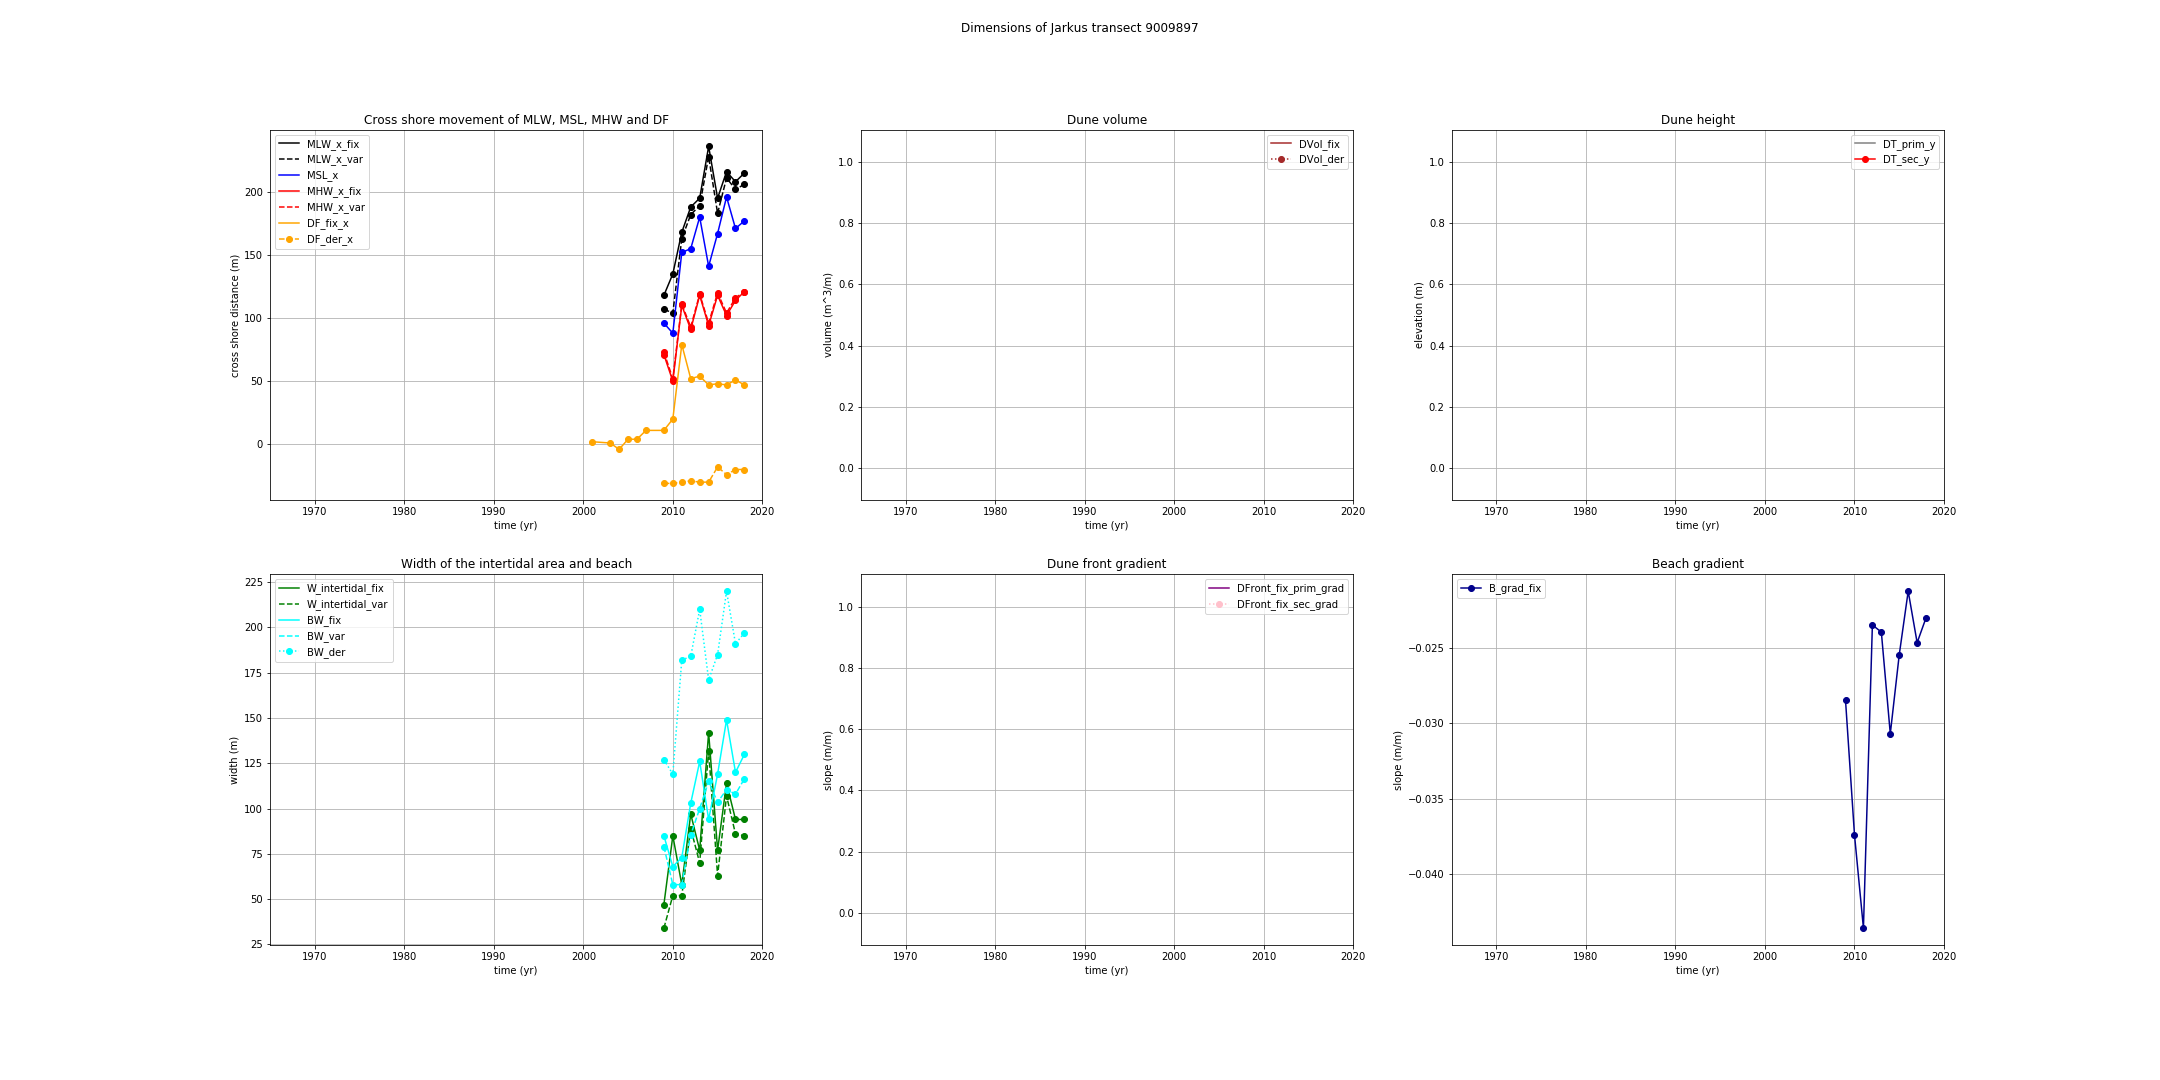 Dimensions of Jarkus transect 9009897
Cross shore movement of MLW, MSL, MHW and DF
MLW_x_fix
MLW_x_var
MSL_x
MHW_x_fix
MHW_x_var
DF_fix_x
DF_der_x
cross shore distance (m)
200
150
100
50
0
1970 1980 1990 2000 2010 2020
time (yr)
Dune volume
DVol_fix
DVol_der
volume (m^3/m)
1.0
0.8
0.6
0.4
0.2
0.0
1970 1980 1990 2000 2010 2020
time (yr)
Dune height
DT_prim_y
DT_sec_y
elevation (m)
1.0
0.8
0.6
0.4
0.2
0.0
1970 1980 1990 2000 2010 2020
time (yr)
Width of the intertidal area and beach
W_intertidal_fix
W_intertidal_var
BW_fix
BW_var
BW_der
width (m)
225
200
175
150
125
100
75
50
25
1970 1980 1990 2000 2010 2020
time (yr)
Dune front gradient
DFront_fix_prim_grad
DFront_fix_sec_grad
slope (m/m)
1.0
0.8
0.6
0.4
0.2
0.0
1970 1980 1990 2000 2010 2020
time (yr)
Beach gradient
B_grad_fix
slope (m/m)
−0.025
−0.030
−0.035
−0.040
1970 1980 1990 2000 2010 2020
time (yr)